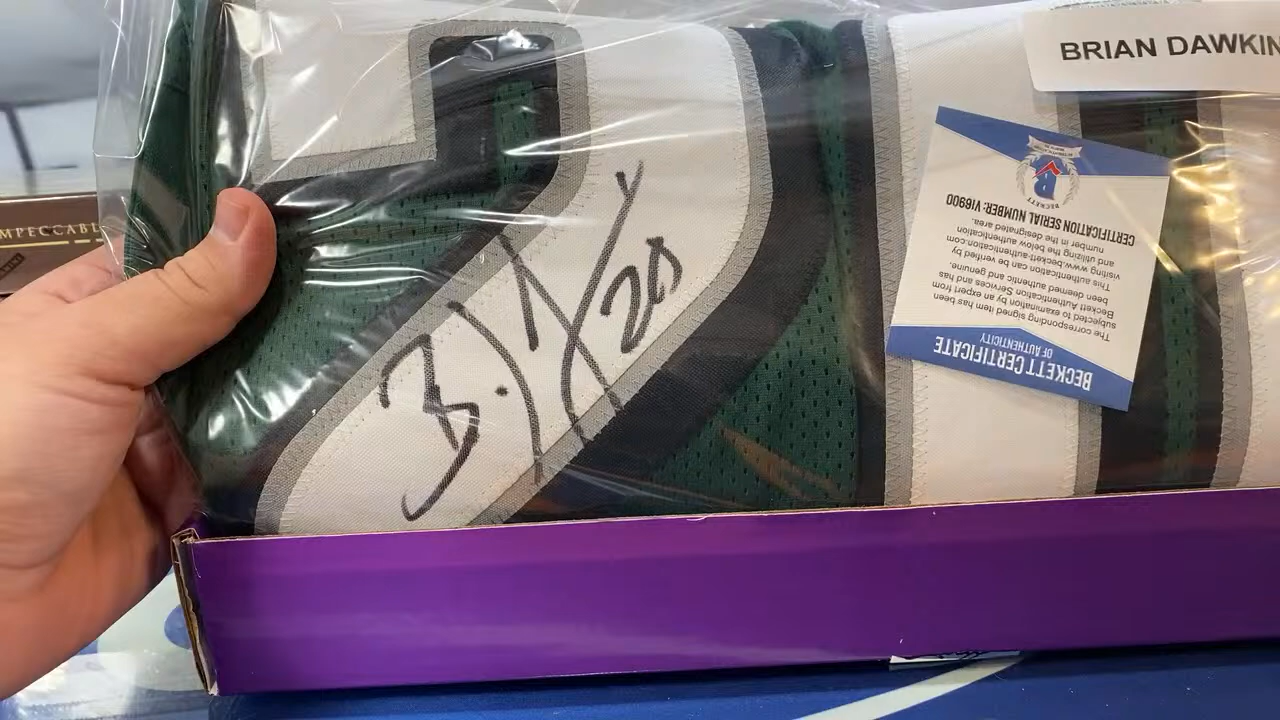 BRIAN DAWKIN
IMPECCABL
B. D 20
BECKETT CERTIFICATE
OF AUTHENTICITY
The corresponding signed item has been
subjected to examination by an expert from
Beckett Authentication Services and has
been deemed authentic and genuine.
This authentication can be verified by
visiting www.beckett-authentication.com
and utilizing the below authentication
number in the designated area.
CERTIFICATION SERIAL NUMBER: V16900
BECKETT